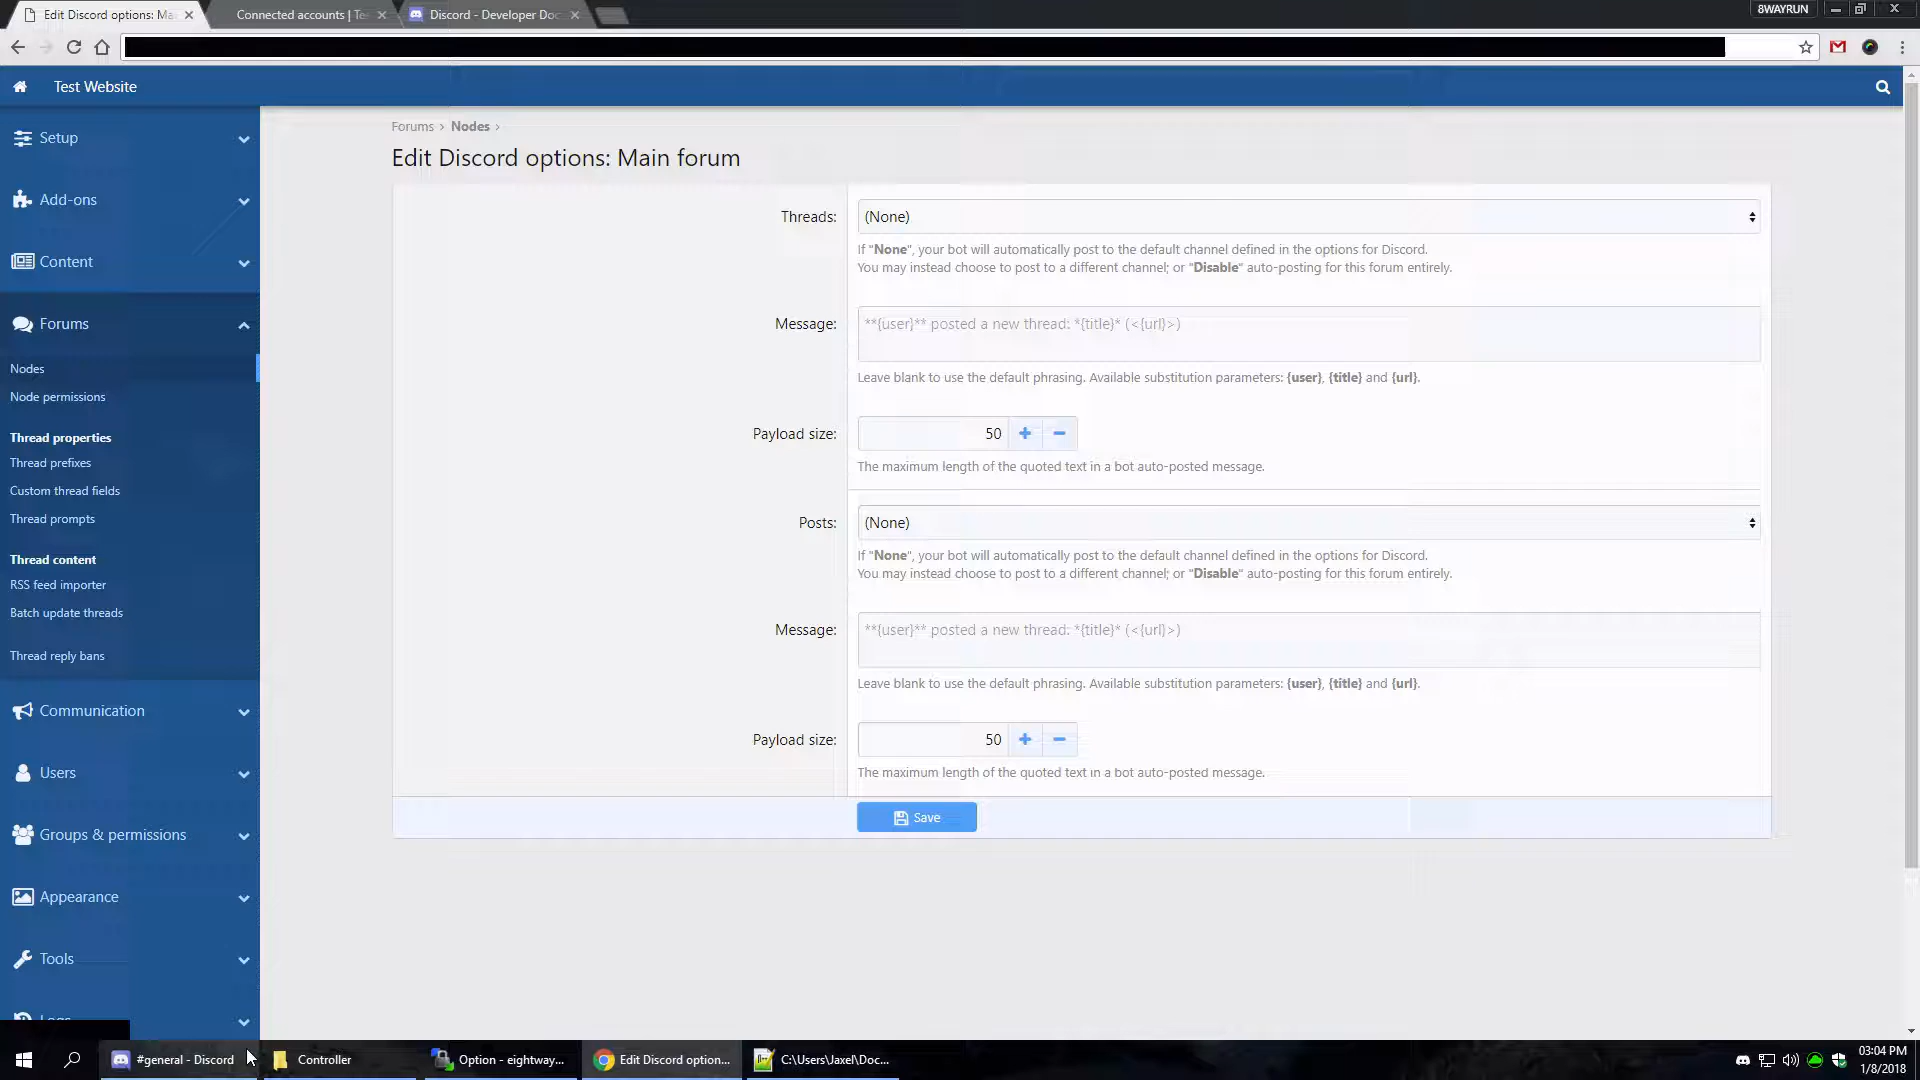 Edit Discord options: Ma
Connected accounts | Te
Discord - Developer Doc
8WAYRUN
Test Website
Setup
Add-ons
Content
Forums
Nodes
Node permissions
Thread properties
Thread prefixes
Custom thread fields
Thread prompts
Thread content
RSS feed importer
Batch update threads
Thread reply bans
Communication
Users
Groups & permissions
Appearance
Tools
Logs
Forums › Nodes ›
Edit Discord options: Main forum
Threads:
(None)
If "None", your bot will automatically post to the default channel defined in the options for Discord.
You may instead choose to post to a different channel; or "Disable" auto-posting for this forum entirely.
Message:
**{user}** posted a new thread: *{title}* (<{url}>)
Leave blank to use the default phrasing. Available substitution parameters: {user}, {title} and {url}.
Payload size:
50
The maximum length of the quoted text in a bot auto-posted message.
Posts:
(None)
If "None", your bot will automatically post to the default channel defined in the options for Discord.
You may instead choose to post to a different channel; or "Disable" auto-posting for this forum entirely.
Message:
**{user}** posted a new thread: *{title}* (<{url}>)
Leave blank to use the default phrasing. Available substitution parameters: {user}, {title} and {url}.
Payload size:
50
The maximum length of the quoted text in a bot auto-posted message.
Save
#general - Discord
Controller
Option - eightway...
Edit Discord option...
C:\Users\Jaxel\Doc...
03:04 PM
1/8/2018